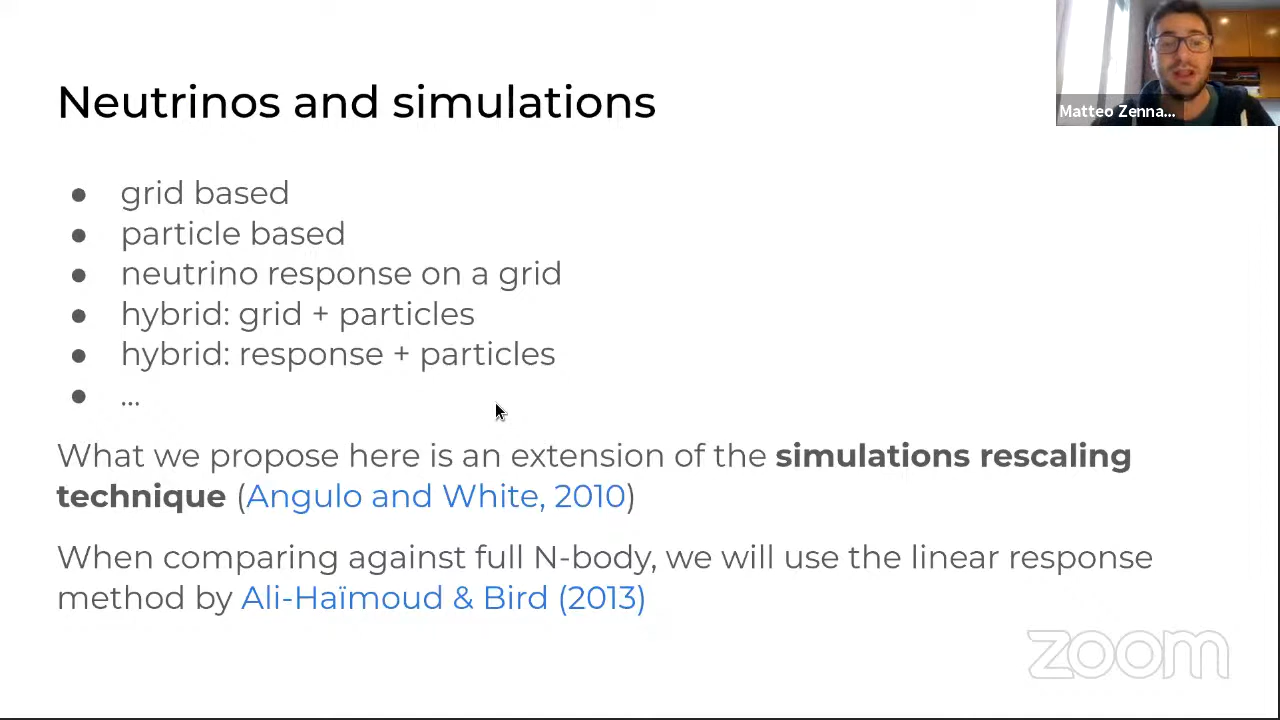 Neutrinos and simulations
Matteo Zenna...
● grid based
● particle based
● neutrino response on a grid
● hybrid: grid + particles
● hybrid: response + particles
● ...
What we propose here is an extension of the simulations rescaling
technique (Angulo and White, 2010)
When comparing against full N-body, we will use the linear response
method by Ali-Haïmoud & Bird (2013)
zoom